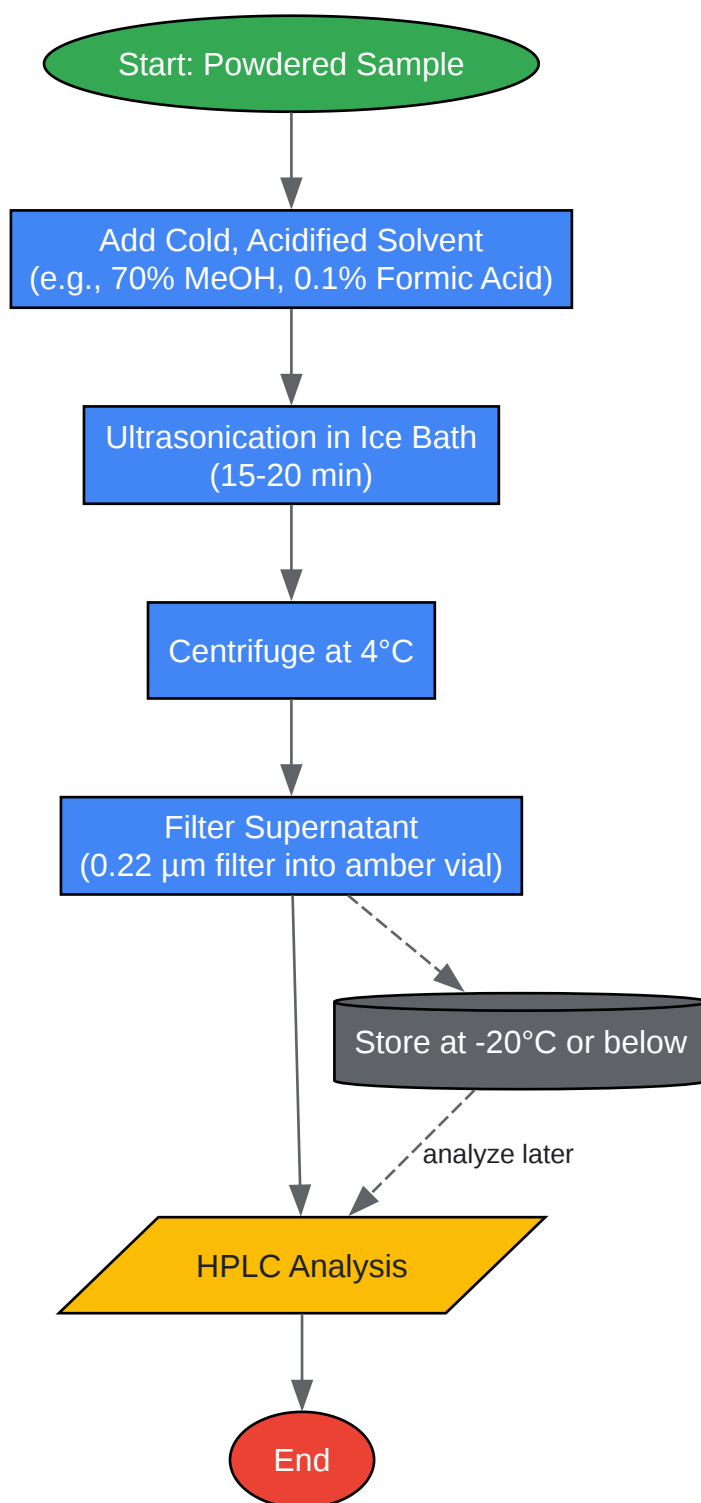 Start: Powdered Sample
Add Cold, Acidified Solvent
(e.g., 70% MeOH, 0.1% Formic Acid)
Ultrasonication in Ice Bath
(15-20 min)
Centrifuge at 4°C
Filter Supernatant
(0.22 µm filter into amber vial)
Store at -20°C or below
analyze later
HPLC Analysis
End